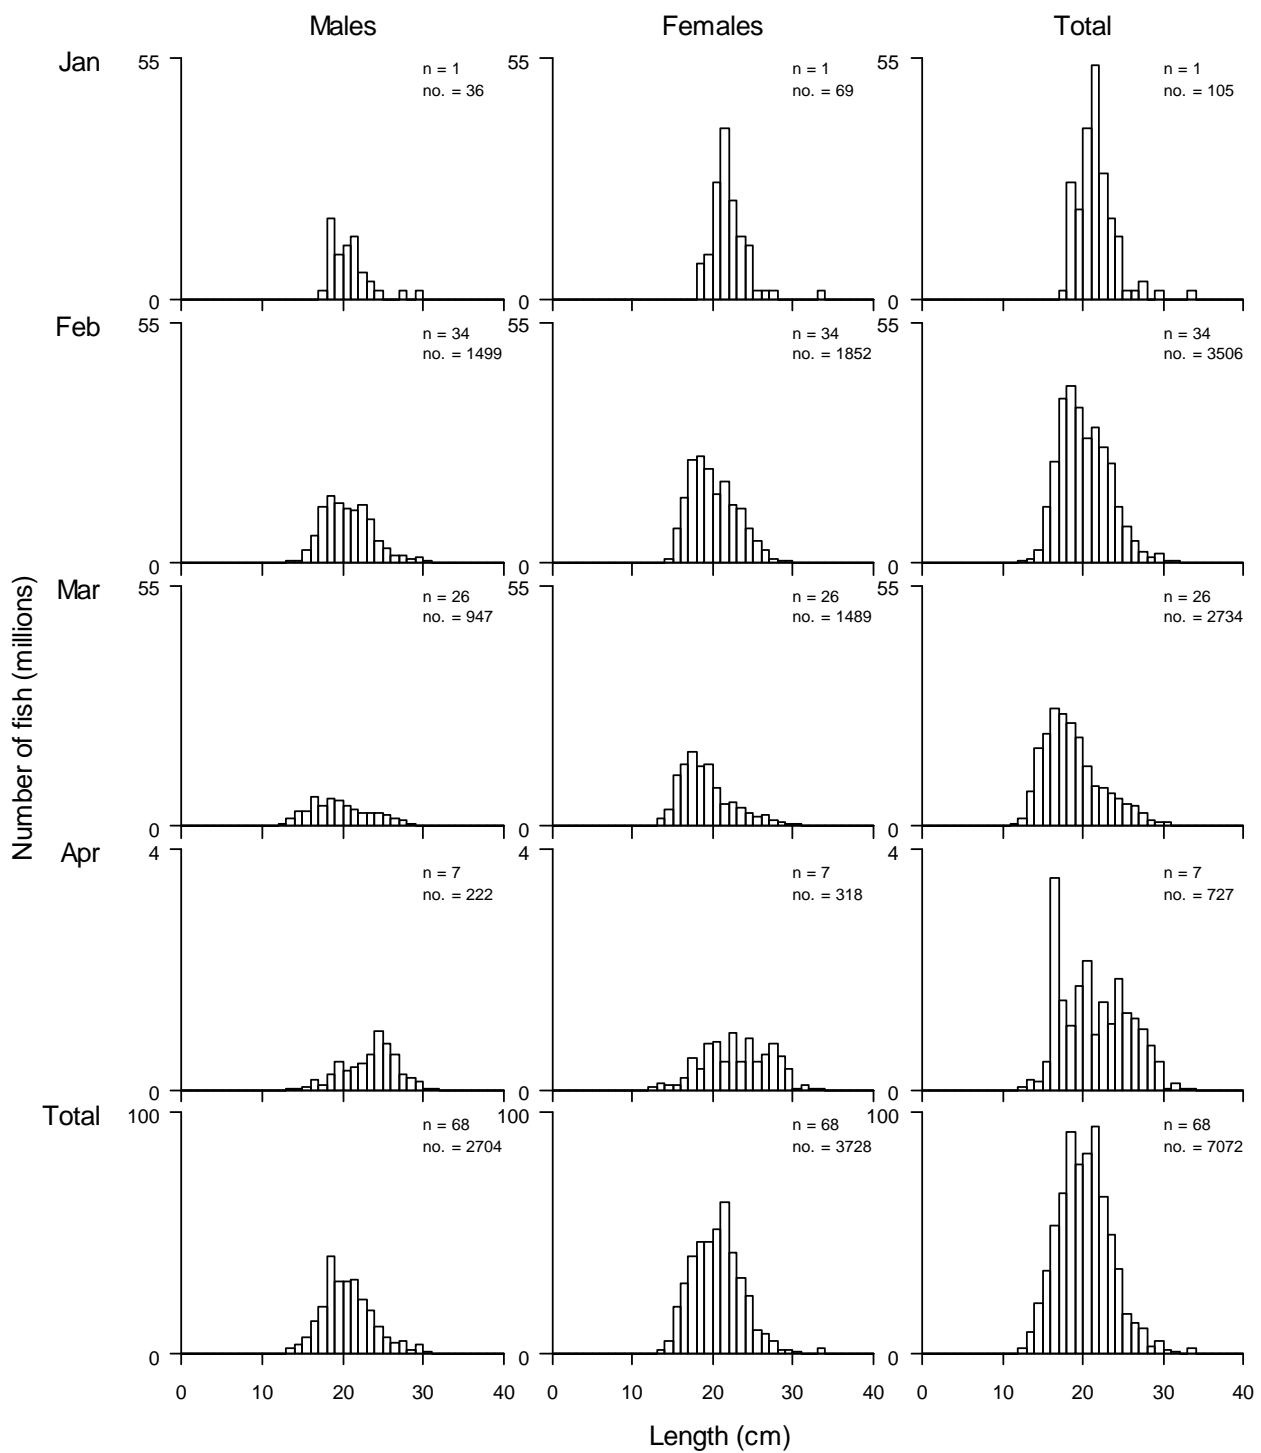 Males Females Total
Jan 55 55 55
n = 1 n = 1 n = 1
no. = 36 no. = 69 no. = 105
0 0 0
Feb 55 55 55
n = 34 n = 34 n = 34
no. = 1499 no. = 1852 no. = 3506
0 0 0
Mar 55 55 55
n = 26 n = 26 n = 26
no. = 947 no. = 1489 no. = 2734
0 0 0
Number of fish (millions)
Apr 4 4 4
n = 7 n = 7 n = 7
no. = 222 no. = 318 no. = 727
0 0 0
Total 100 100 100
n = 68 n = 68 n = 68
no. = 2704 no. = 3728 no. = 7072
0 0 0
0 10 20 30 40 0 10 20 30 40 0 10 20 30 40
Length (cm)